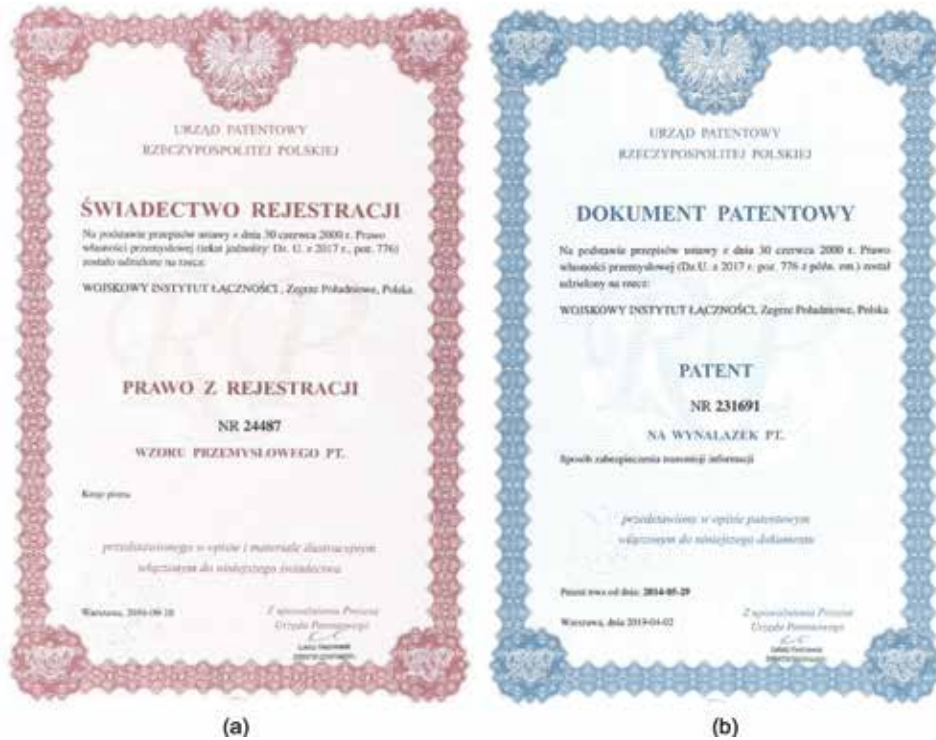 URZĄD PATENTOWY
RZECZYPOSPOLITEJ POLSKIEJ
ŚWIADECTWO REJESTRACJI
Na podstawie przepisów ustawy z dnia 30 czerwca 2000 r. Prawo
własności przemysłowej (tekst jednolity: Dz. U. z 2017 r., poz. 776)
zostało udzielone na rzecz:
WOJSKOWY INSTYTUT ŁĄCZNOŚCI , Zegrze Południowe, Polska
PRAWO Z REJESTRACJI
NR 24487
WZORU PRZEMYSŁOWEGO PT.
Kroje pisma
przedstawionego w opisie i materiale ilustracyjnym
włączonym do niniejszego świadectwa
Warszawa,
Z upoważnienia Prezesa
Urzędu Patentowego
(a)
URZĄD PATENTOWY
RZECZYPOSPOLITEJ POLSKIEJ
DOKUMENT PATENTOWY
Na podstawie przepisów ustawy z dnia 30 czerwca 2000 r. Prawo
własności przemysłowej (Dz.U. z 2017 r. poz. 776 z późn. zm.) został
udzielony na rzecz:
WOJSKOWY INSTYTUT ŁĄCZNOŚCI, Zegrze Południowe, Polska
PATENT
NR 231691
NA WYNALAZEK PT.
Sposób zabezpieczenia transmisji informacji
przedstawiony w opisie patentowym
włączonym do niniejszego dokumentu
Patent trwa od dnia: 2014-05-29
Warszawa, dnia 2019-04-02
Z upoważnienia Prezesa
Urzędu Patentowego
(b)